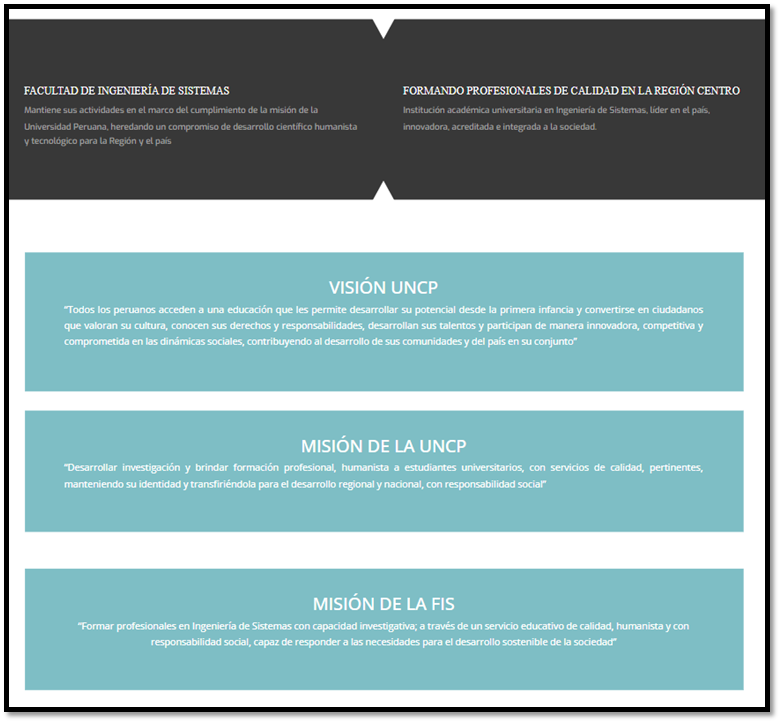 FACULTAD DE INGENIERÍA DE SISTEMAS
Mantiene sus actividades en el marco del cumplimiento de la misión de la
Universidad Peruana, heredando un compromiso de desarrollo científico humanista
y tecnológico para la Región y el país
FORMANDO PROFESIONALES DE CALIDAD EN LA REGIÓN CENTRO
Institución académica universitaria en Ingeniería de Sistemas, líder en el país,
innovadora, acreditada e integrada a la sociedad.
VISIÓN UNCP
“Todos los peruanos acceden a una educación que les permite desarrollar su potencial desde la primera infancia y convertirse en ciudadanos
que valoran su cultura, conocen sus derechos y responsabilidades, desarrollan sus talentos y participan de manera innovadora, competitiva y
comprometida en las dinámicas sociales, contribuyendo al desarrollo de sus comunidades y del país en su conjunto”
MISIÓN DE LA UNCP
“Desarrollar investigación y brindar formación profesional, humanista a estudiantes universitarios, con servicios de calidad, pertinentes,
manteniendo su identidad y transfiriéndola para el desarrollo regional y nacional, con responsabilidad social”
MISIÓN DE LA FIS
“Formar profesionales en Ingeniería de Sistemas con capacidad investigativa; a través de un servicio educativo de calidad, humanista y con
responsabilidad social, capaz de responder a las necesidades para el desarrollo sostenible de la sociedad”